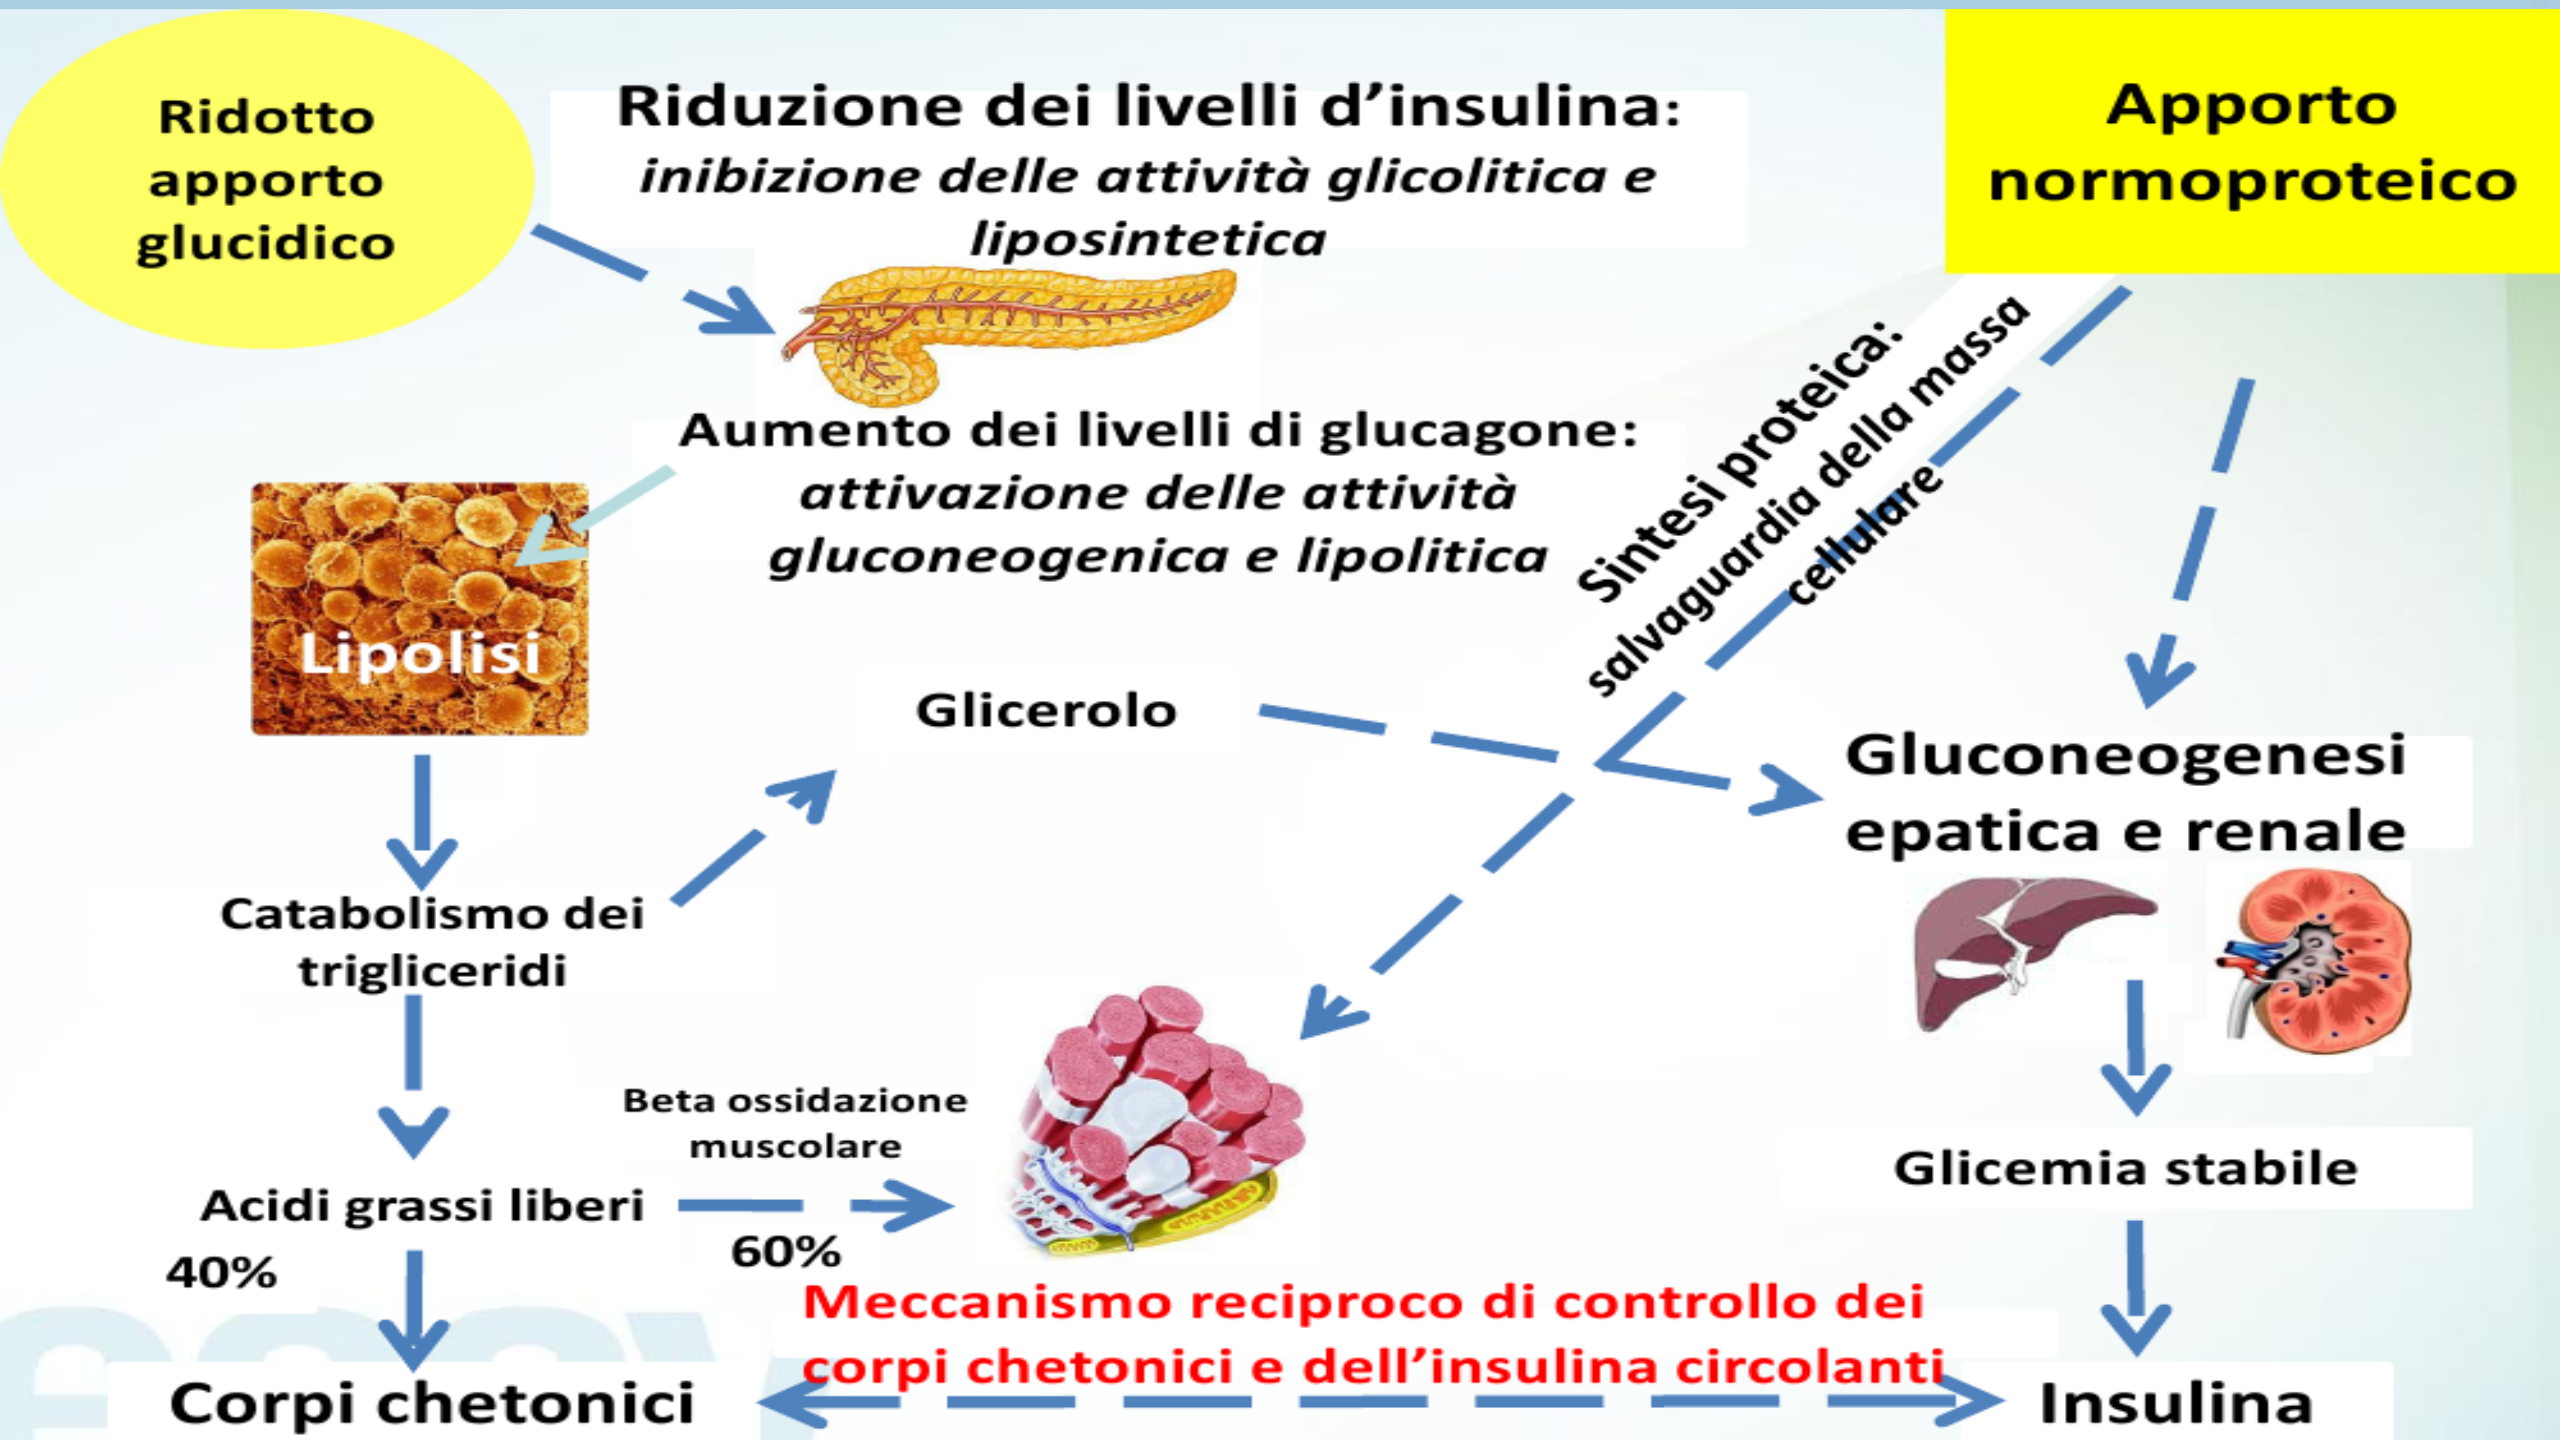 Ridotto
apporto
glucidico
Riduzione dei livelli d’insulina:
inibizione delle attività glicolitica e
liposintetica
Apporto
normoproteico
Aumento dei livelli di glucagone:
attivazione delle attività
gluconeogenica e lipolitica
Sintesi proteica:
salvaguardia della massa
cellulare
Lipolisi
Glicerolo
Gluconeogenesi
epatica e renale
Catabolismo dei
trigliceridi
Beta ossidazione
muscolare
Acidi grassi liberi
60%
40%
Glicemia stabile
Meccanismo reciproco di controllo dei
corpi chetonici e dell’insulina circolanti
Corpi chetonici
Insulina